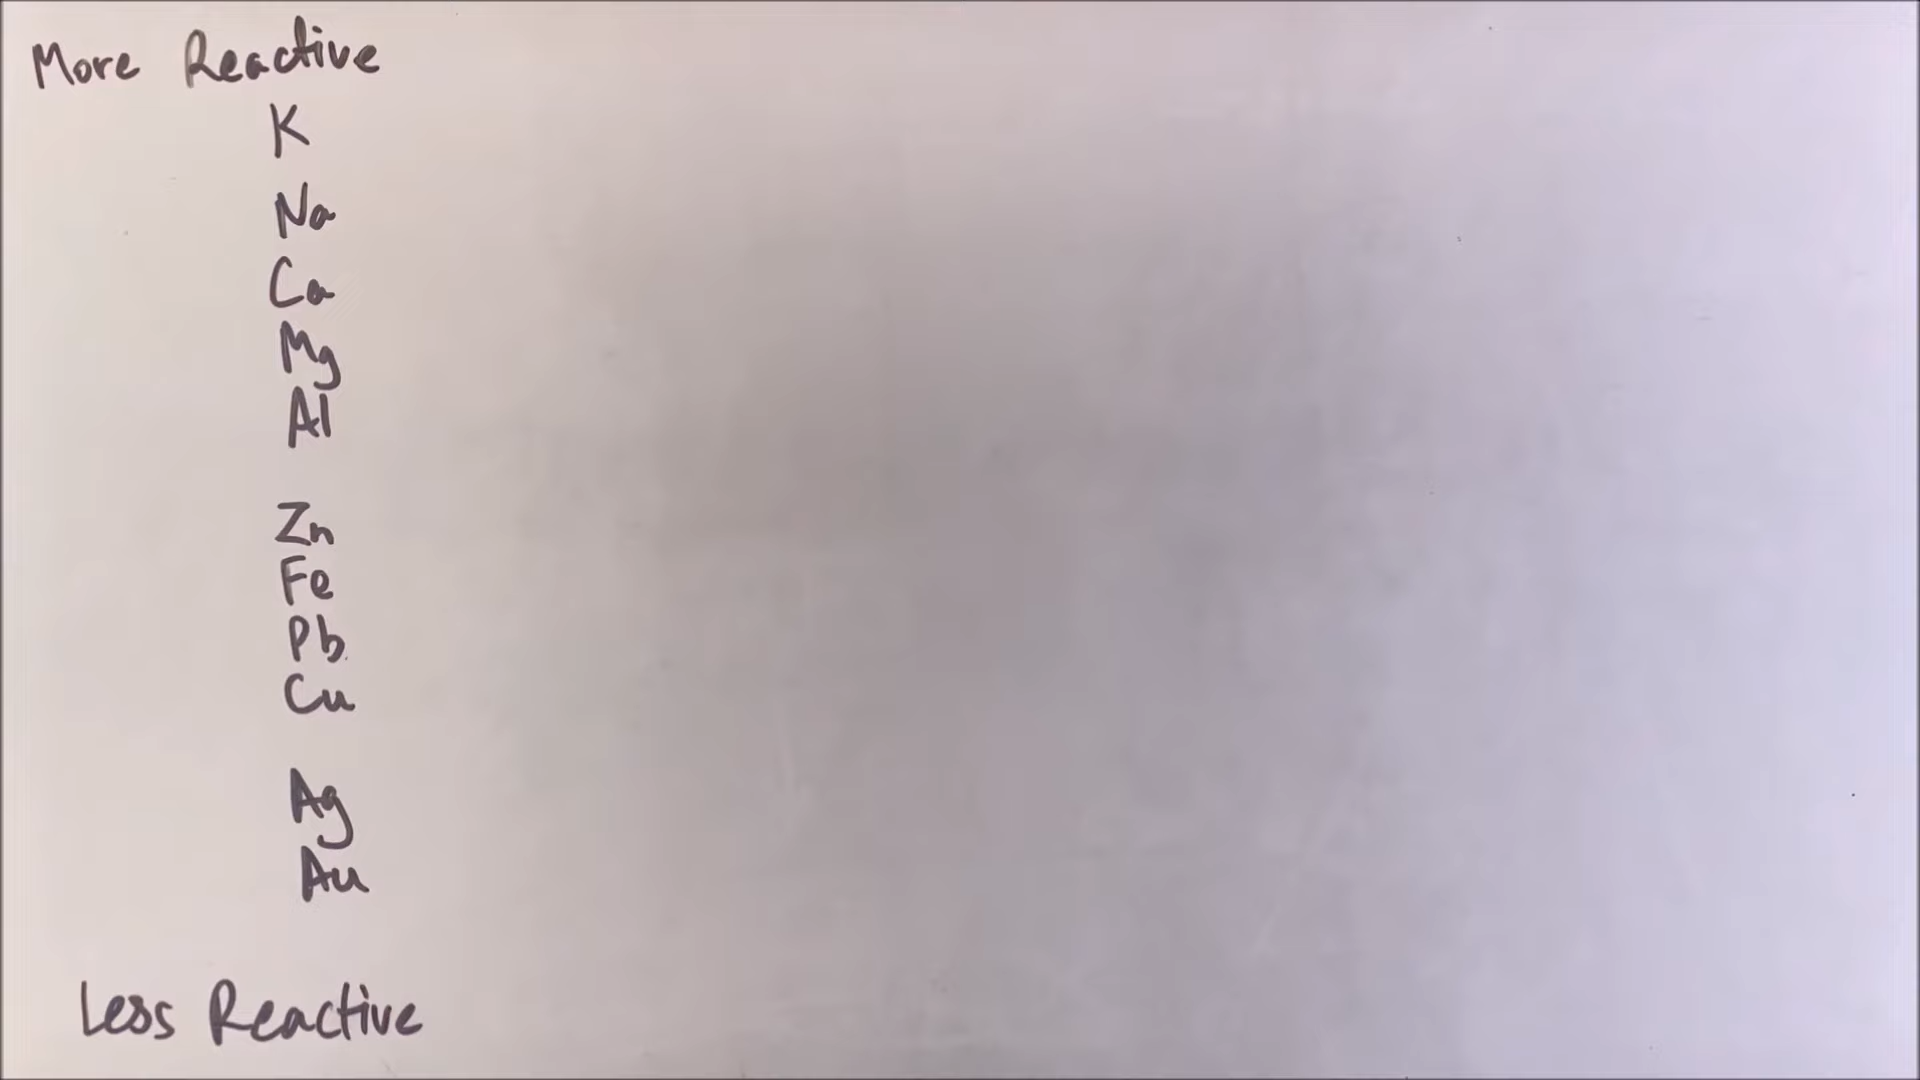 More Reactive
K
Na
Ca
Mg
Al
Zn
Fe
Pb
Cu
Ag
Au
Less Reactive